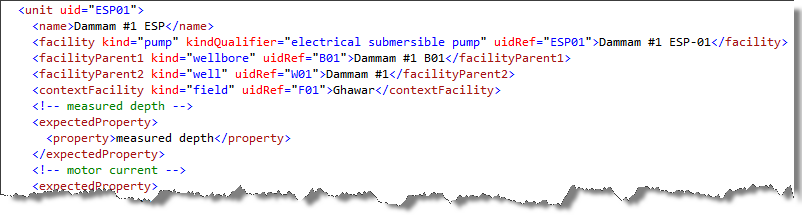 <unit uid="ESP01">
<name>Dammam #1 ESP</name>
<facility kind="pump" kindQualifier="electrical submersible pump" uidRef="ESP01">Dammam #1 ESP-01</facility>
<facilityParent1 kind="wellbore" uidRef="B01">Dammam #1 B01</facilityParent1>
<facilityParent2 kind="well" uidRef="W01">Dammam #1</facilityParent2>
<contextFacility kind="field" uidRef="F01">Ghawar</contextFacility>
<!-- measured depth -->
<expectedProperty>
<property>measured depth</property>
</expectedProperty>
<!-- motor current -->
<expectedProperty>